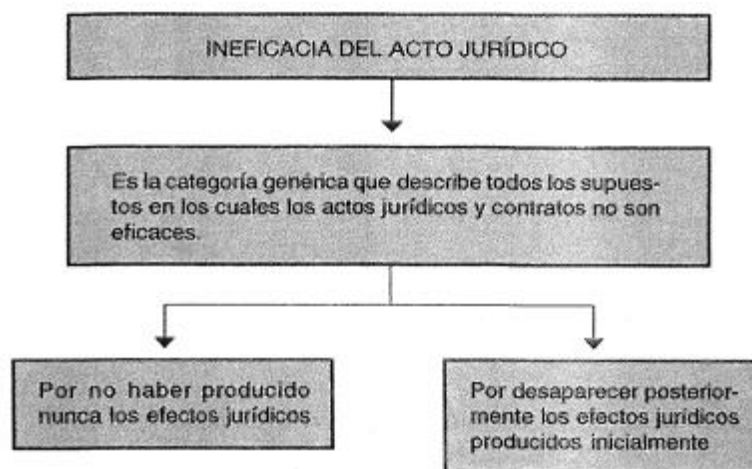 INEFICACIA DEL ACTO JURÍDICO
Es la categoría genérica que describe todos los supues-
tos en los cuales los actos jurídicos y contratos no son
eficaces.
Por no haber producido
nunca los efectos jurídicos
Por desaparecer posterior-
mente los efectos jurídicos
producidos inicialmente